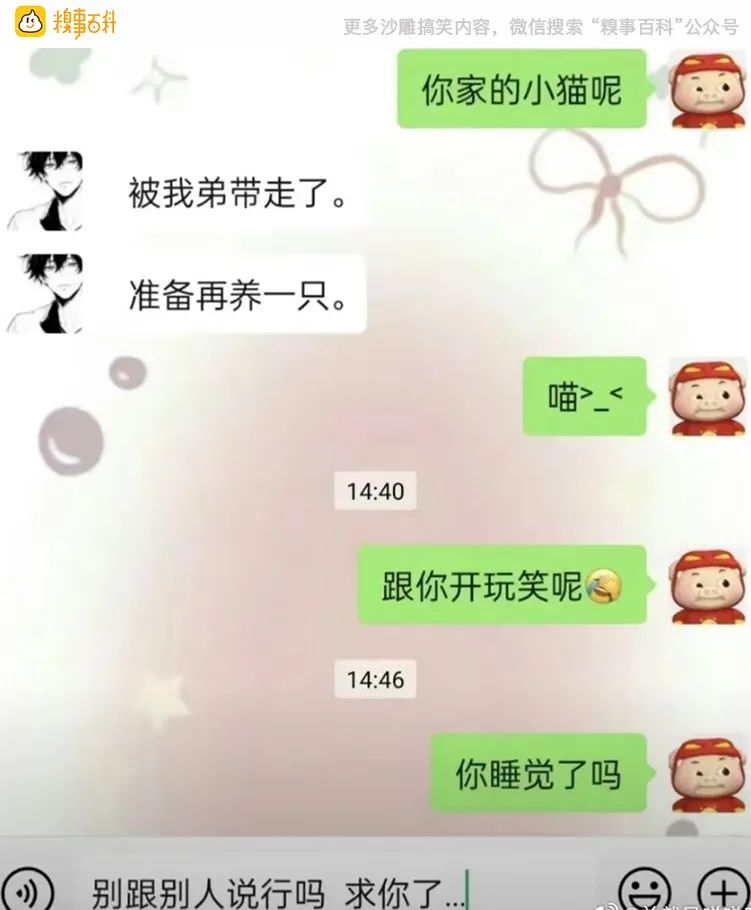 糗事百科
更多沙雕搞笑内容，微信搜索“糗事百科”公众号
你家的小猫呢
被我弟带走了。
准备再养一只。
喵>_<
14:40
跟你开玩笑呢🤣
14:46
你睡觉了吗
别跟别人说行吗 求你了...